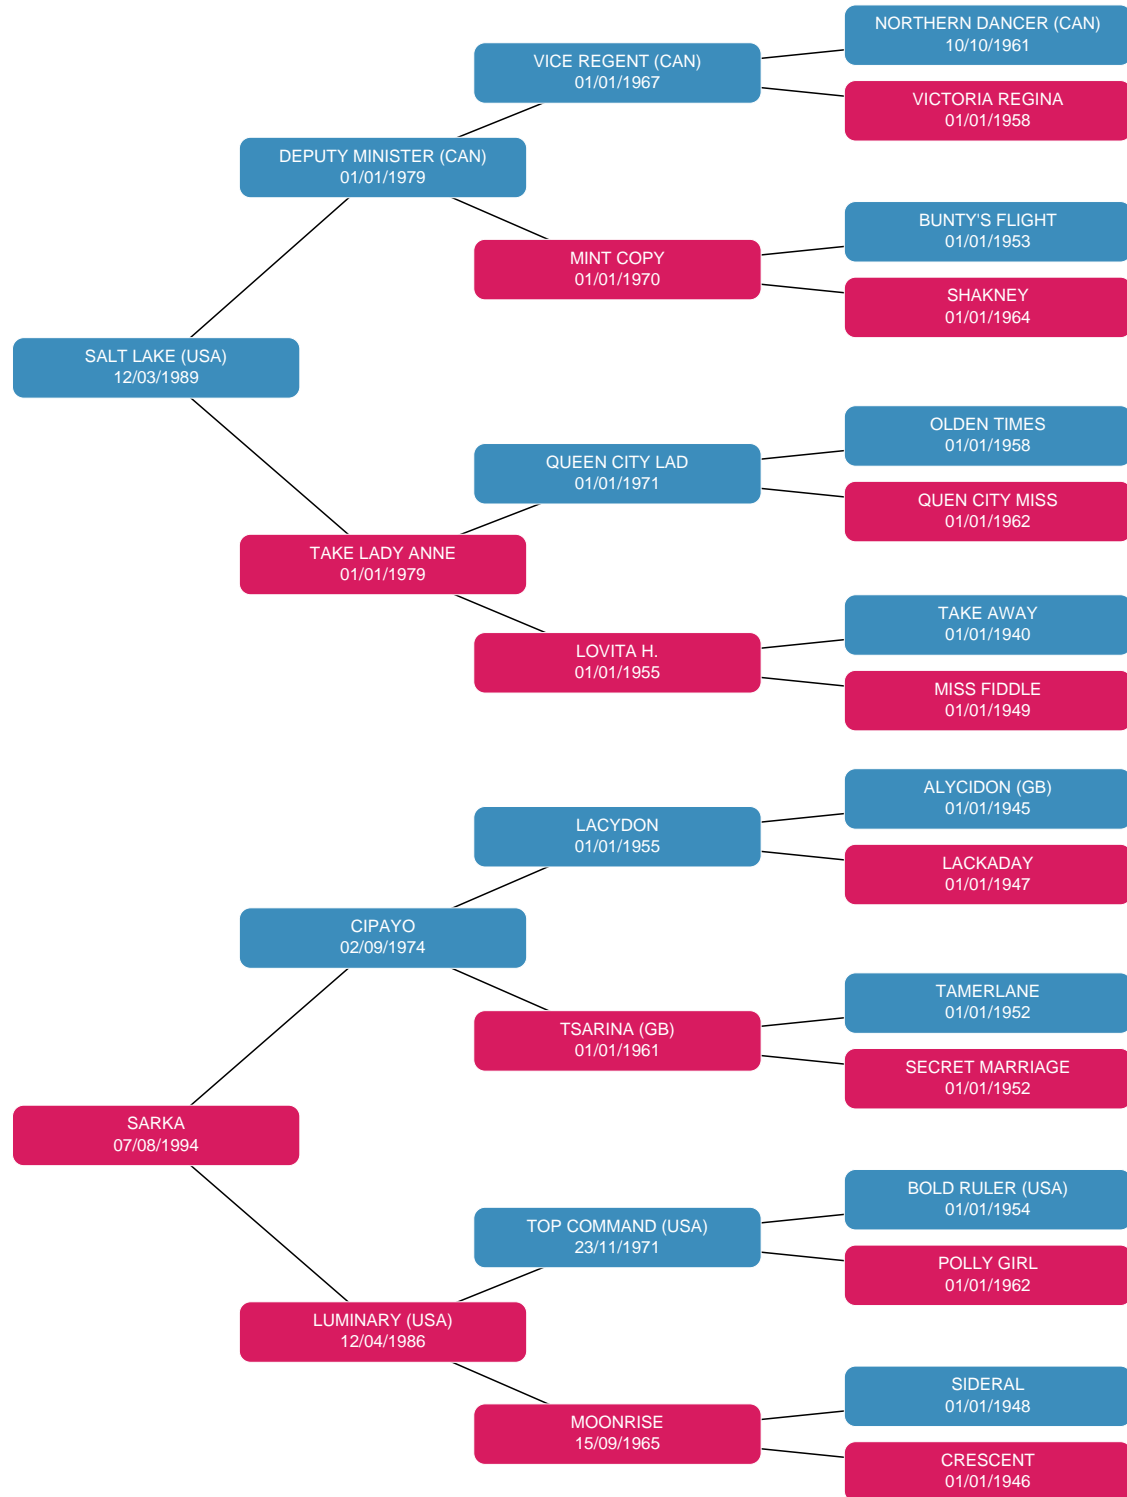 NORTHERN DANCER (CAN)
10/10/1961
VICE REGENT (CAN)
01/01/1967
VICTORIA REGINA
01/01/1958
DEPUTY MINISTER (CAN)
01/01/1979
BUNTY'S FLIGHT
01/01/1953
MINT COPY
01/01/1970
SHAKNEY
01/01/1964
SALT LAKE (USA)
12/03/1989
OLDEN TIMES
01/01/1958
QUEEN CITY LAD
01/01/1971
QUEN CITY MISS
01/01/1962
TAKE LADY ANNE
01/01/1979
TAKE AWAY
01/01/1940
LOVITA H.
01/01/1955
MISS FIDDLE
01/01/1949
ALYCIDON (GB)
01/01/1945
LACYDON
01/01/1955
LACKADAY
01/01/1947
CIPAYO
02/09/1974
TAMERLANE
01/01/1952
TSARINA (GB)
01/01/1961
SECRET MARRIAGE
01/01/1952
SARKA
07/08/1994
BOLD RULER (USA)
01/01/1954
TOP COMMAND (USA)
23/11/1971
POLLY GIRL
01/01/1962
LUMINARY (USA)
12/04/1986
SIDERAL
01/01/1948
MOONRISE
15/09/1965
CRESCENT
01/01/1946